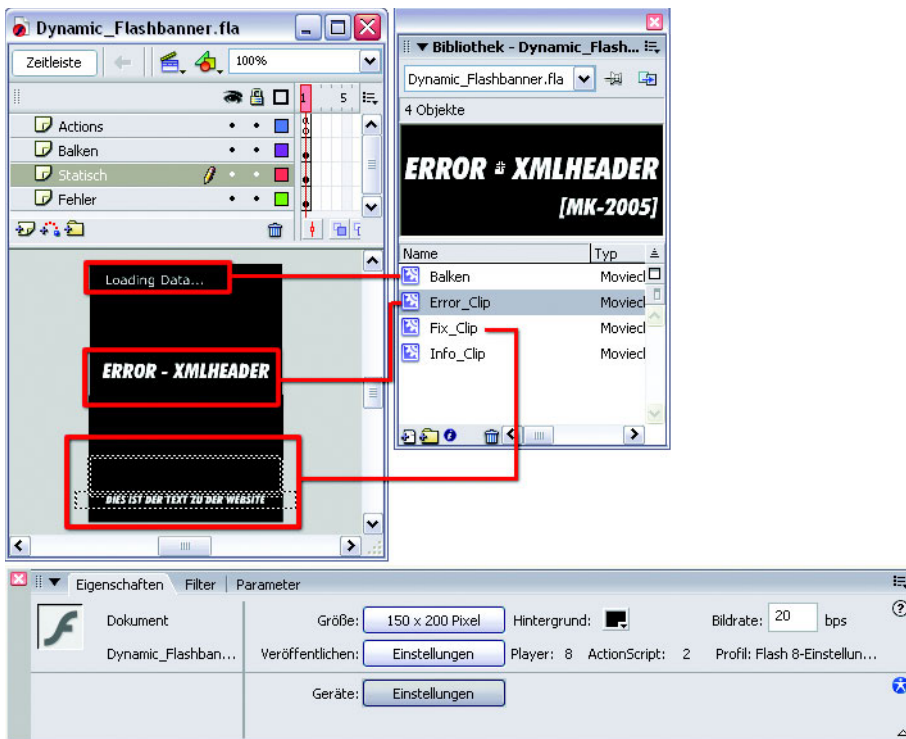 Dynamic_Flashbanner.fla
Zeitleiste
100%
1 5
Actions
Balken
Statisch
Fehler
Loading Data...
ERROR - XMLHEADER
DIES IST DER TEXT ZU DER WEBSITE
Bibliothek - Dynamic_Flash...
Dynamic_Flashbanner.fla
4 Objekte
ERROR - XMLHEADER
[MK-2005]
Name Typ
Balken Moviecl
Error_Clip Moviecl
Fix_Clip Moviecl
Info_Clip Moviecl
Eigenschaften Filter Parameter
Dokument Größe: 150 x 200 Pixel Hintergrund: Bildrate: 20 bps
Dynamic_Flashban... Veröffentlichen: Einstellungen Player: 8 ActionScript: 2 Profil: Flash 8-Einstellun...
Geräte: Einstellungen